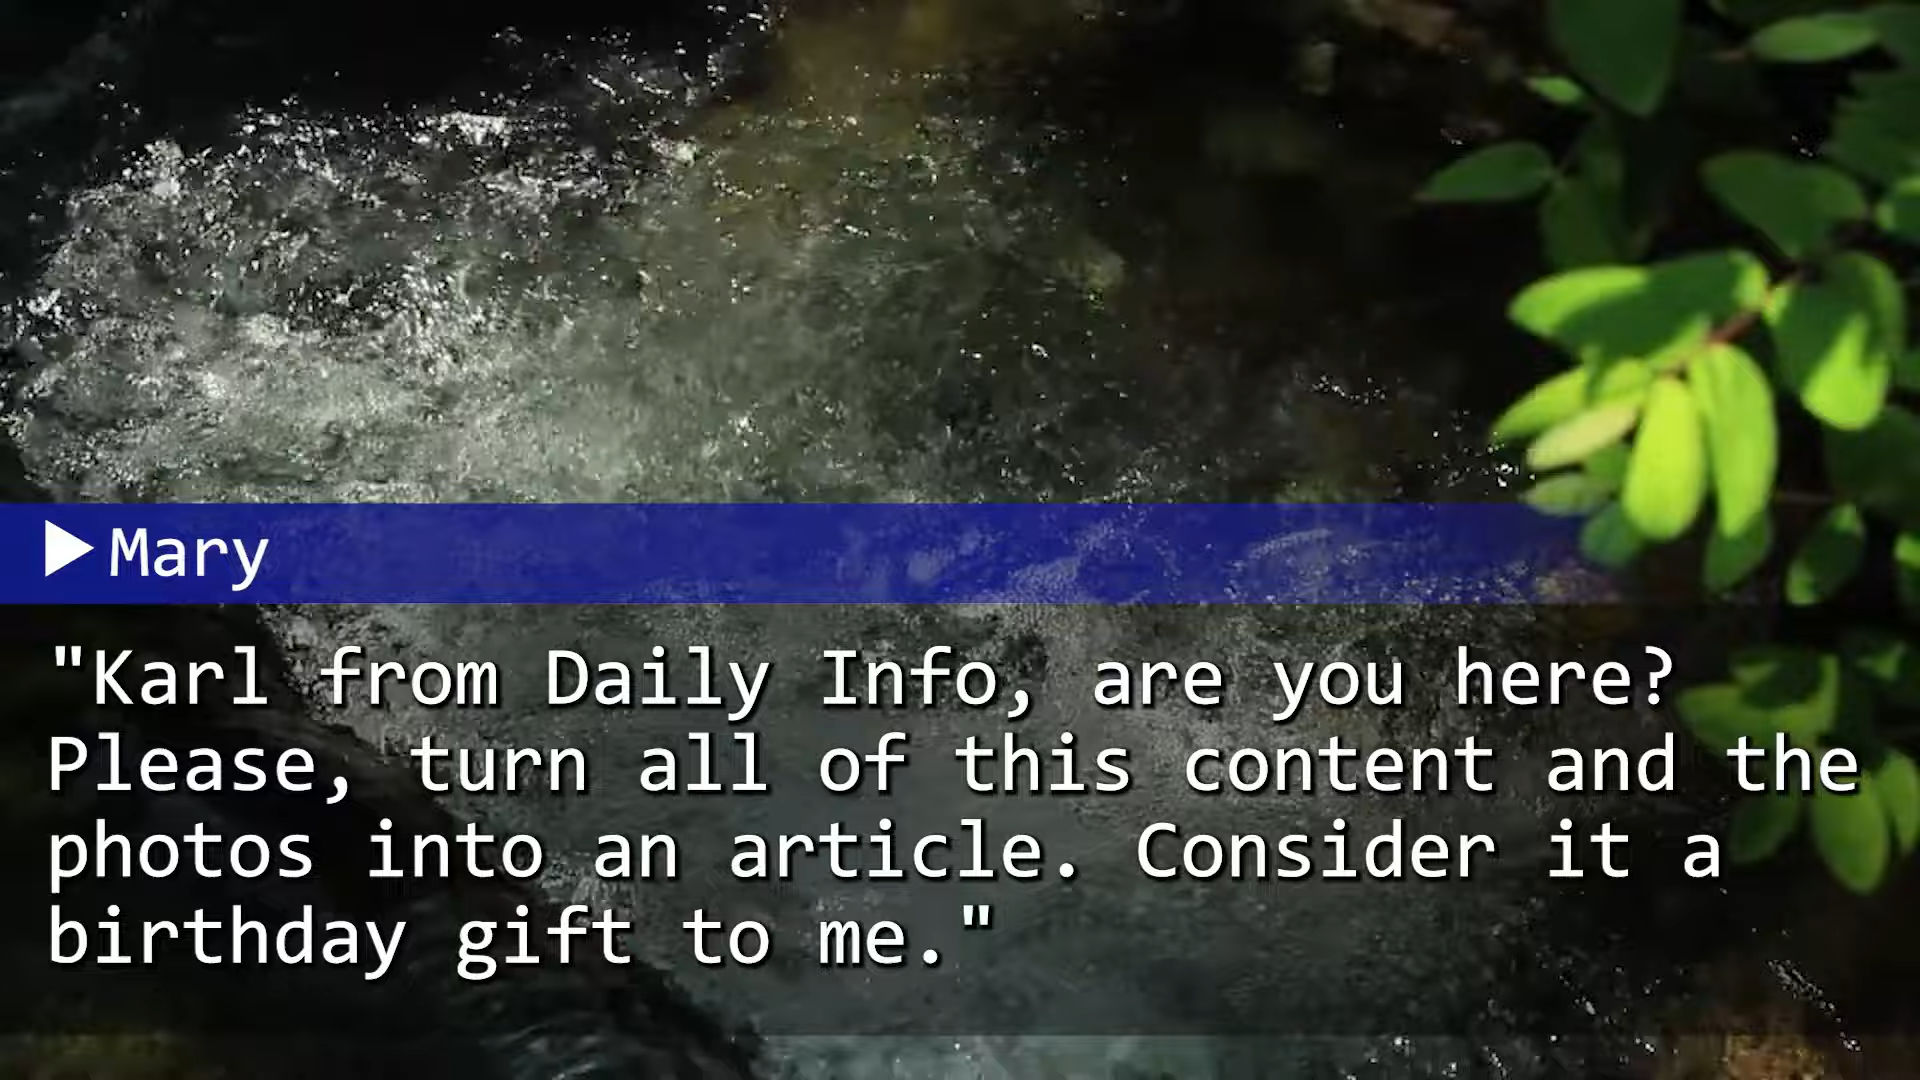 ▶Mary
"Karl from Daily Info, are you here?
Please, turn all of this content and the
photos into an article. Consider it a
birthday gift to me."